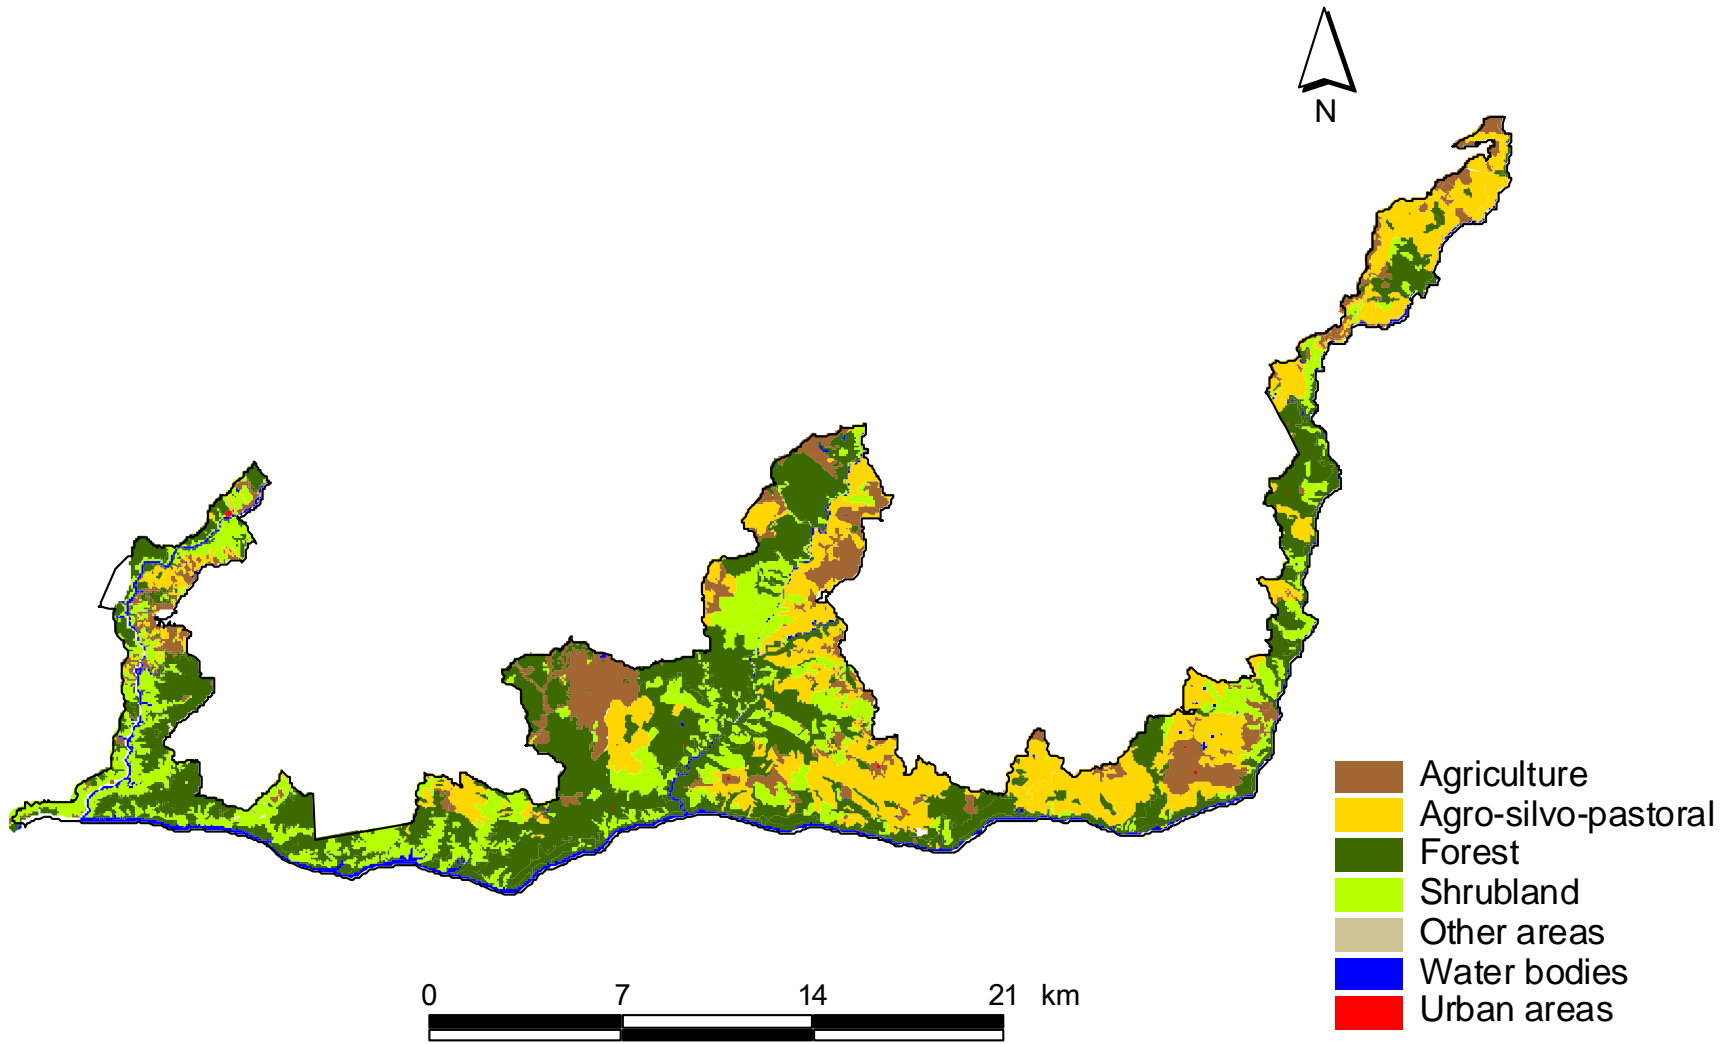 N
Agriculture
Agro-silvo-pastoral
Forest
Shrubland
Other areas
Water bodies
Urban areas
0 7 14 21 km